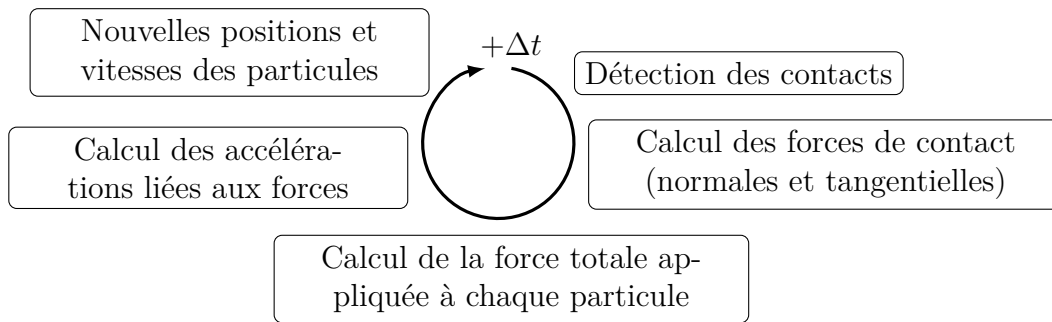 Nouvelles positions et
vitesses des particules
+Δt
Détection des contacts
Calcul des forces de contact
(normales et tangentielles)
Calcul de la force totale ap-
pliquée à chaque particule
Calcul des accéléra-
tions liées aux forces